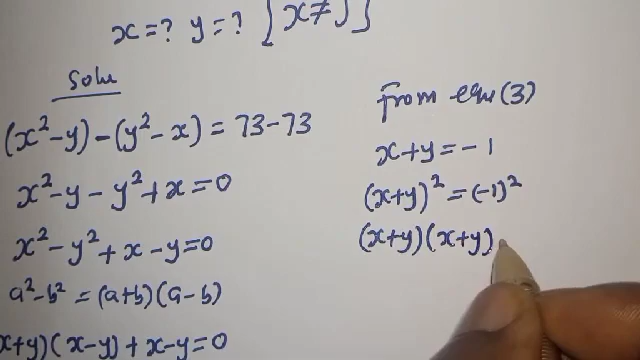 x=? y=? [x≠y]
Solu
(x²-y)-(y²-x)=73-73
x²-y-y²+x=0
x²-y²+x-y=0
a²-b²=(a+b)(a-b)
x+y)(x-y)+x-y=0
from eqn(3)
x+y=-1
(x+y)²=(-1)²
(x+y)(x+y)